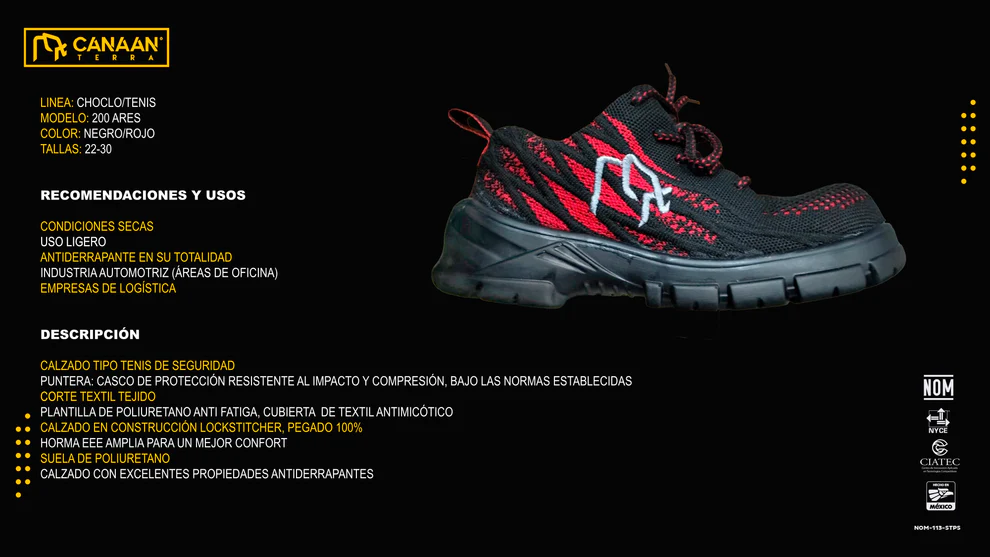 CANAAN®
TERRA
LINEA: CHOCLO/TENIS
MODELO: 200 ARES
COLOR: NEGRO/ROJO
TALLAS: 22-30
RECOMENDACIONES Y USOS
CONDICIONES SECAS
USO LIGERO
ANTIDERRAPANTE EN SU TOTALIDAD
INDUSTRIA AUTOMOTRIZ (ÁREAS DE OFICINA)
EMPRESAS DE LOGÍSTICA
DESCRIPCIÓN
CALZADO TIPO TENIS DE SEGURIDAD
PUNTERA: CASCO DE PROTECCIÓN RESISTENTE AL IMPACTO Y COMPRESIÓN, BAJO LAS NORMAS ESTABLECIDAS
CORTE TEXTIL TEJIDO
PLANTILLA DE POLIURETANO ANTI FATIGA, CUBIERTA DE TEXTIL ANTIMICÓTICO
CALZADO EN CONSTRUCCIÓN LOCKSTITCHER, PEGADO 100%
HORMA EEE AMPLIA PARA UN MEJOR CONFORT
SUELA DE POLIURETANO
CALZADO CON EXCELENTES PROPIEDADES ANTIDERRAPANTES
NOM
NYCE
CIATEC
HECHO EN
MÉXICO
NOM-113-STPS